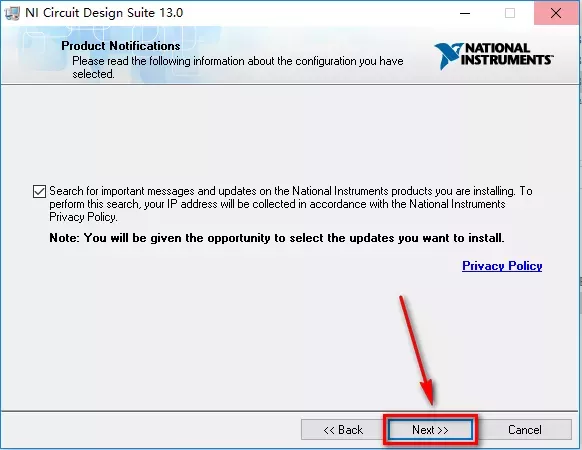 NI Circuit Design Suite 13.0
Product Notifications
Please read the following information about the configuration you have
selected.
NATIONAL
INSTRUMENTS™
Search for important messages and updates on the National Instruments products you are installing. To
perform this search, your IP address will be collected in accordance with the National Instruments
Privacy Policy.
Note: You will be given the opportunity to select the updates you want to install.
Privacy Policy
<< Back
Next >>
Cancel